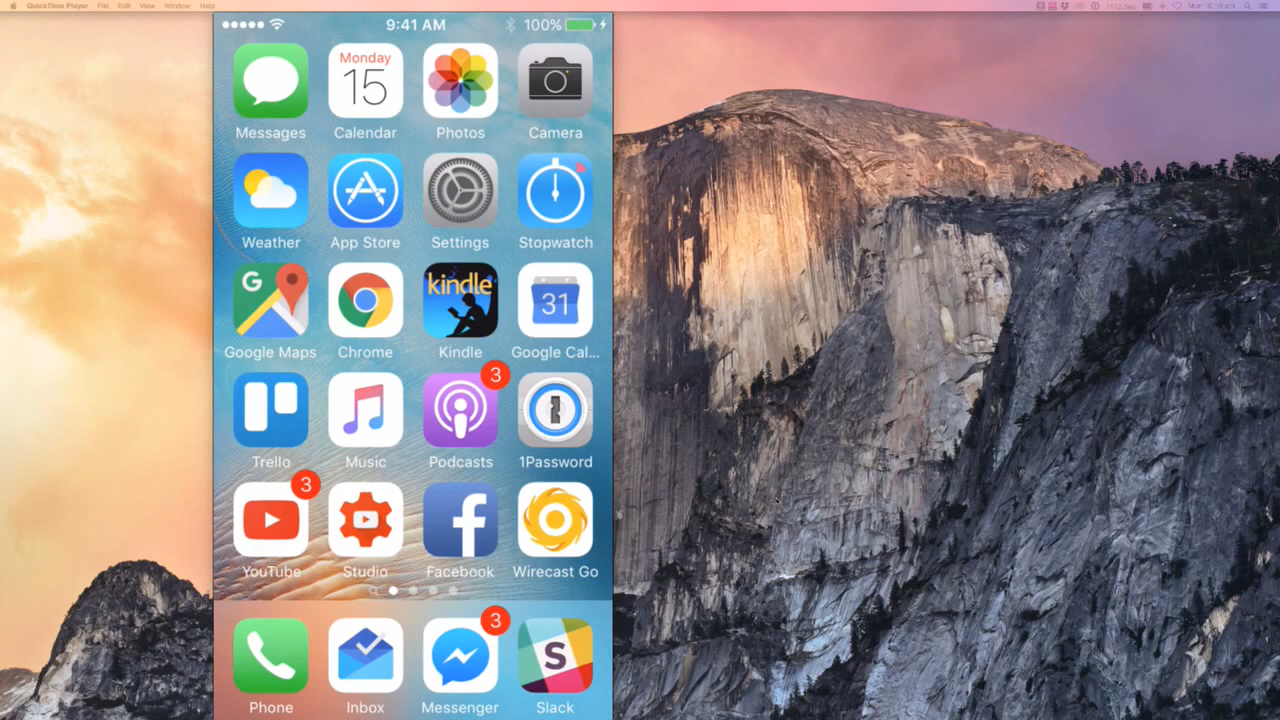 QuickTime Player File Edit View Window Help
9:41 AM 100%
Monday
15
Messages Calendar Photos Camera
Weather App Store Settings Stopwatch
G
kindle
31
Google Maps Chrome Kindle Google Cal...
3
Trello Music Podcasts 1Password
3
YouTube Studio Facebook Wirecast Go
3
S
Phone Inbox Messenger Slack